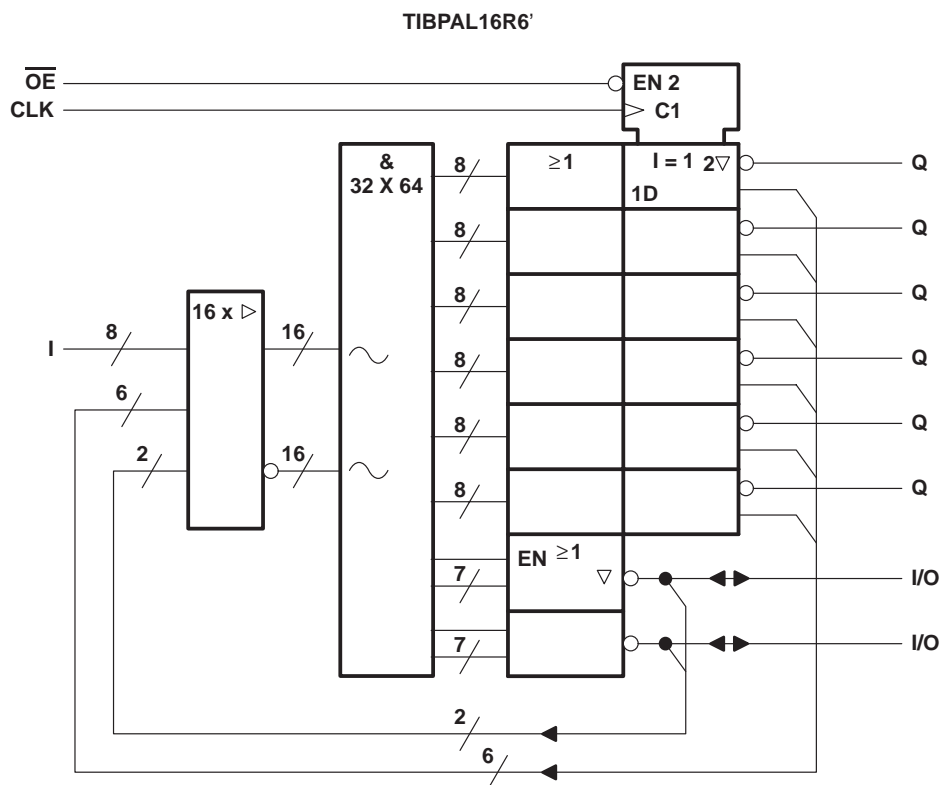 TIBPAL16R6'
OE
EN 2
CLK
C1
&
32 X 64
8
≥1
I = 1 2▽
1D
Q
8
Q
8
Q
16 x ▷
8
16
I
8
Q
6
8
Q
2
16
8
Q
EN ≥1
▽
7
I/O
7
I/O
2
6